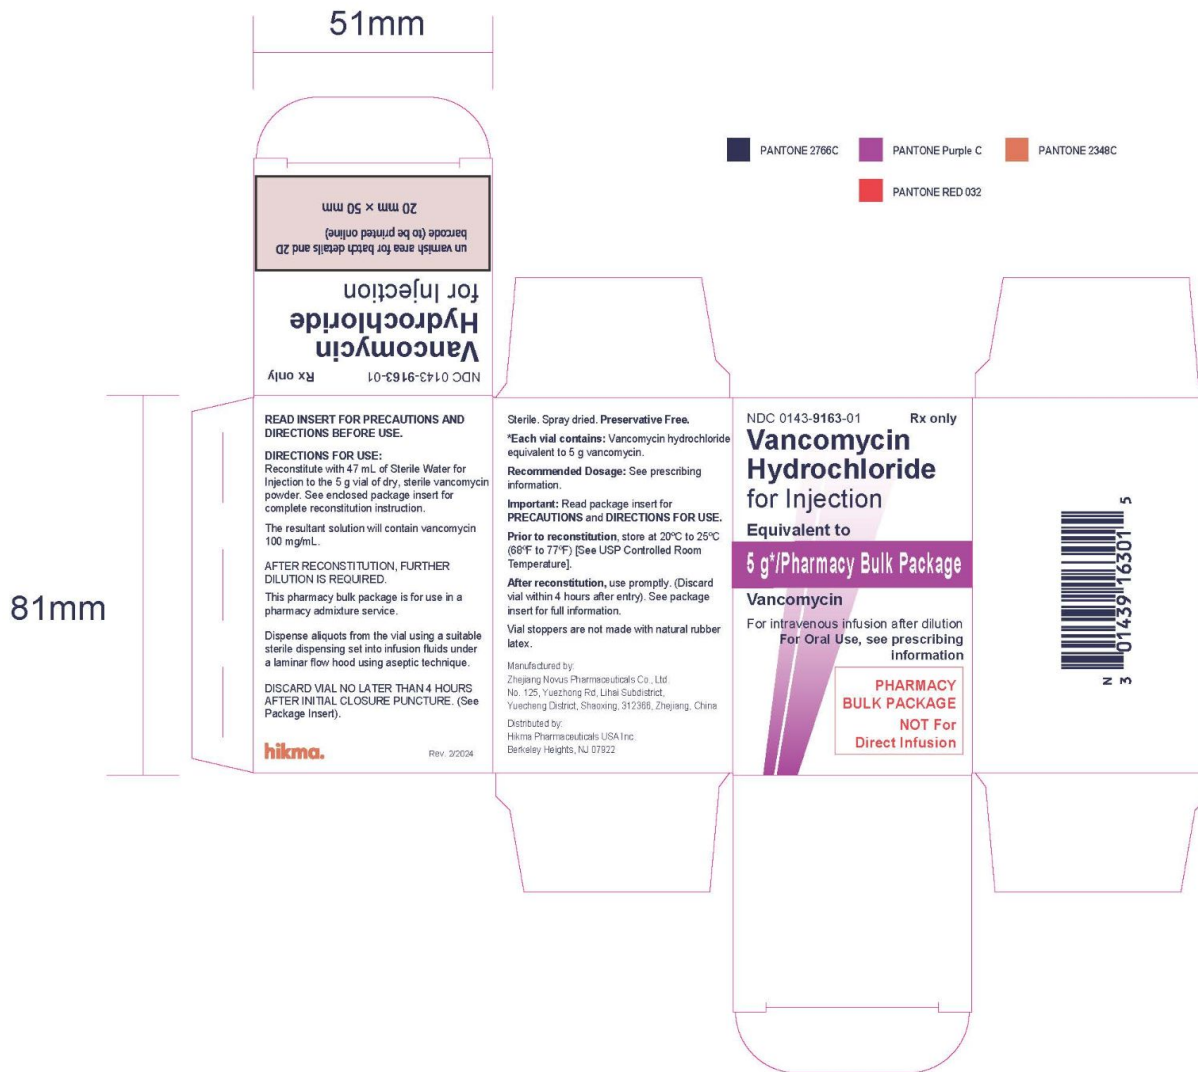 51mm
PANTONE 2766C
PANTONE Purple C
PANTONE 2348C
PANTONE RED 032
un varnish area for batch details and 2D
barcode (to be printed online)
20 mm × 50 mm
NDC 0143-9163-01 Rx only
Vancomycin
Hydrochloride
for Injection
81mm
READ INSERT FOR PRECAUTIONS AND
DIRECTIONS BEFORE USE.
DIRECTIONS FOR USE:
Reconstitute with 47 mL of Sterile Water for
Injection to the 5 g vial of dry, sterile vancomycin
powder. See enclosed package insert for
complete reconstitution instruction.
The resultant solution will contain vancomycin
100 mg/mL.
AFTER RECONSTITUTION, FURTHER
DILUTION IS REQUIRED.
This pharmacy bulk package is for use in a
pharmacy admixture service.
Dispense aliquots from the vial using a suitable
sterile dispensing set into infusion fluids under
a laminar flow hood using aseptic technique.
DISCARD VIAL NO LATER THAN 4 HOURS
AFTER INITIAL CLOSURE PUNCTURE. (See
Package Insert).
hikma.
Rev. 2/2024
Sterile. Spray dried. Preservative Free.
*Each vial contains: Vancomycin hydrochloride
equivalent to 5 g vancomycin.
Recommended Dosage: See prescribing
information.
Important: Read package insert for
PRECAUTIONS and DIRECTIONS FOR USE.
Prior to reconstitution, store at 20°C to 25°C
(68°F to 77°F) [See USP Controlled Room
Temperature].
After reconstitution, use promptly. (Discard
vial within 4 hours after entry). See package
insert for full information.
Vial stoppers are not made with natural rubber
latex.
Manufactured by:
Zhejiang Novus Pharmaceuticals Co., Ltd.
No. 125, Yuezhong Rd, Lihai Subdistrict,
Yuecheng District, Shaoxing, 312366, Zhejiang, China
Distributed by:
Hikma Pharmaceuticals USA Inc.
Berkeley Heights, NJ 07922
NDC 0143-9163-01 Rx only
Vancomycin
Hydrochloride
for Injection
Equivalent to
5 g*/Pharmacy Bulk Package
Vancomycin
For intravenous infusion after dilution
For Oral Use, see prescribing
information
PHARMACY
BULK PACKAGE
NOT For
Direct Infusion
N
3 01439 16301 5